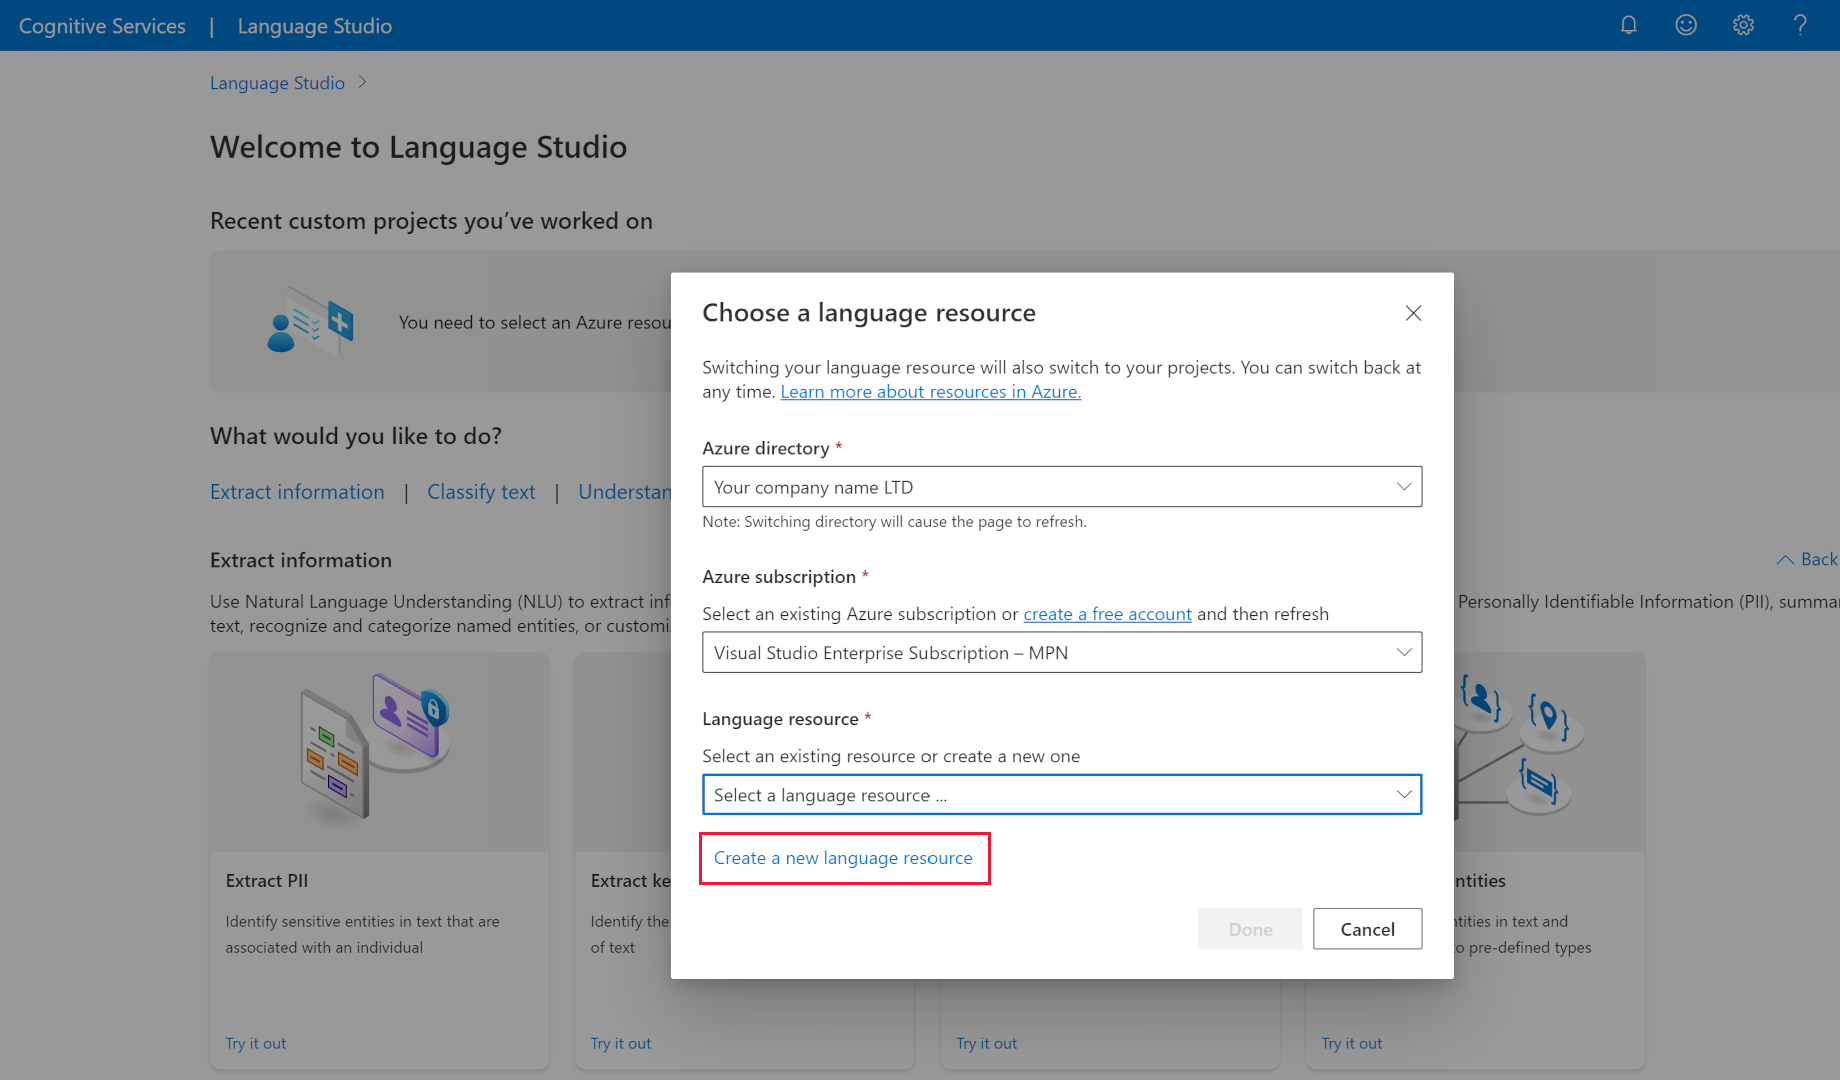 Cognitive Services | Language Studio
Language Studio
Welcome to Language Studio
Recent custom projects you've worked on
You need to select an Azure resou
What would you like to do?
Extract information | Classify text | Understan
Extract information
Back
Use Natural Language Understanding (NLU) to extract in
Personally Identifiable Information (PII), summa
text, recognize and categorize named entities, or customi
Extract PII
Identify sensitive entities in text that are
associated with an individual
Try it out
Extract ke
Identify the
of text
Try it out
Try it out
ntities
ntities in text and
to pre-defined types
Try it out
Choose a language resource
Switching your language resource will also switch to your projects. You can switch back at
any time. Learn more about resources in Azure.
Azure directory *
Your company name LTD
Note: Switching directory will cause the page to refresh.
Azure subscription *
Select an existing Azure subscription or create a free account and then refresh
Visual Studio Enterprise Subscription – MPN
Language resource *
Select an existing resource or create a new one
Select a language resource ...
Create a new language resource
Done
Cancel